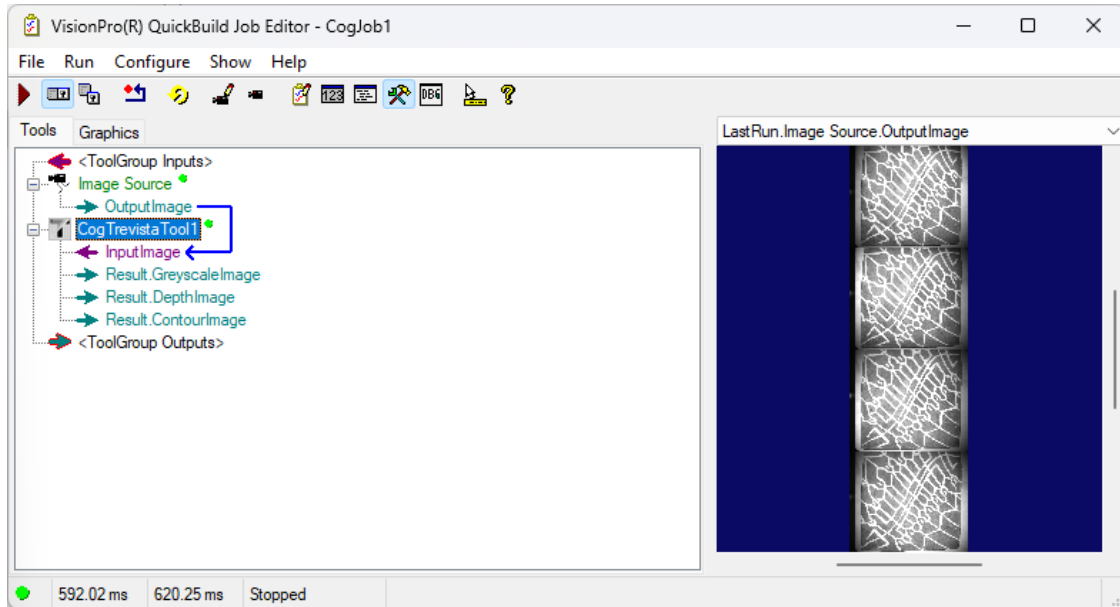 VisionPro(R) QuickBuild Job Editor - CogJob1
File Run Configure Show Help
123 DBG ?
Tools Graphics
LastRun.Image Source.OutputImage
<ToolGroup Inputs>
Image Source
OutputImage
CogTrevistaTool1
InputImage
Result.GreyscaleImage
Result.DepthImage
Result.ContourImage
<ToolGroup Outputs>
592.02 ms 620.25 ms Stopped